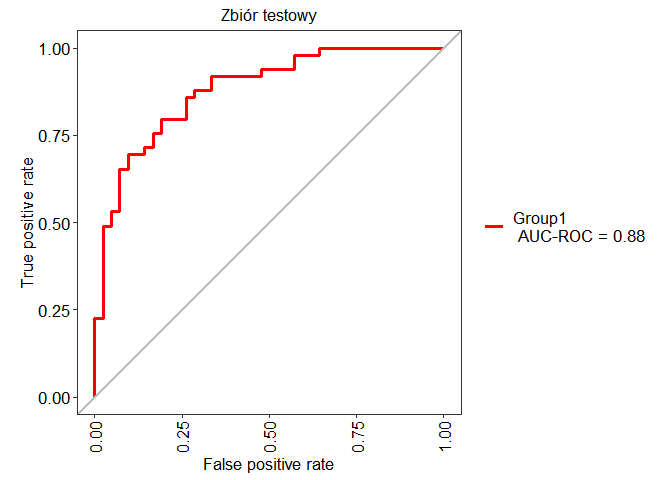 Zbiór testowy
True positive rate
1.00
0.75
0.50
0.25
0.00
0.00
0.25
0.50
0.75
1.00
False positive rate
Group1
AUC-ROC = 0.88